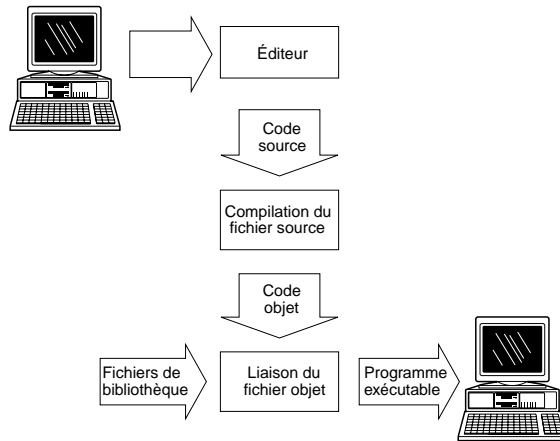 Éditeur
Code
source
Compilation du
fichier source
Code
objet
Fichiers de
bibliothèque
Liaison du
fichier objet
Programme
exécutable